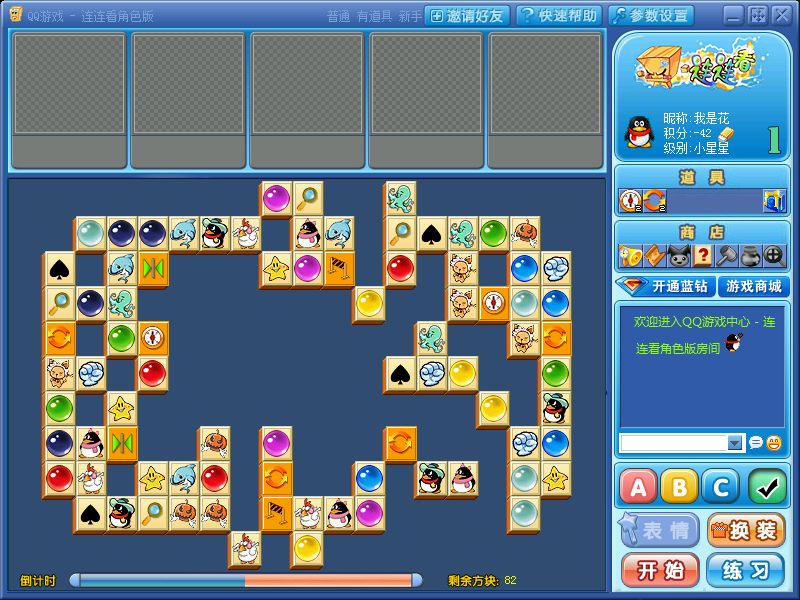 QQ游戏 - 连连看角色版
普通 有道具 新手
邀请好友
? 快速帮助
参数设置
连连看
昵称:我是花
积分:-42
级别:小星星
1
道 具
2 2
商 店
?
开通蓝钻
游戏商城
欢迎进入QQ游戏中心 - 连
连看角色版房间
A B C
表 情
换 装
开 始
练 习
倒计时
剩余方块: 82